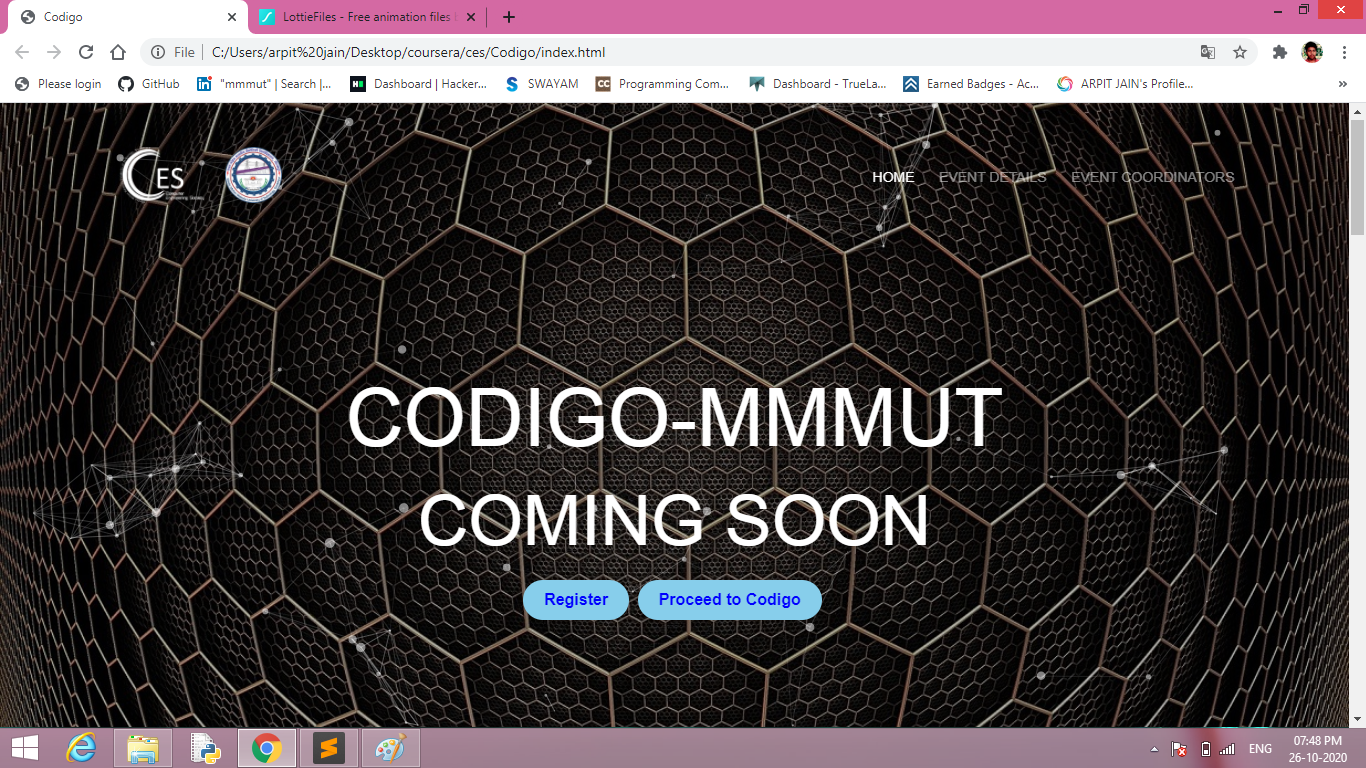 Codigo
LottieFiles - Free animation files
File C:/Users/arpit%20jain/Desktop/coursera/ces/Codigo/index.html
Please login GitHub "mmmut" | Search |... Dashboard | Hacker... SWAYAM Programming Com... Dashboard - TrueLa... Earned Badges - Ac... ARPIT JAIN's Profile... »
CES
HOME EVENT DETAILS EVENT COORDINATORS
CODIGO-MMMUT
COMING SOON
Register Proceed to Codigo
ENG
07:48 PM
26-10-2020